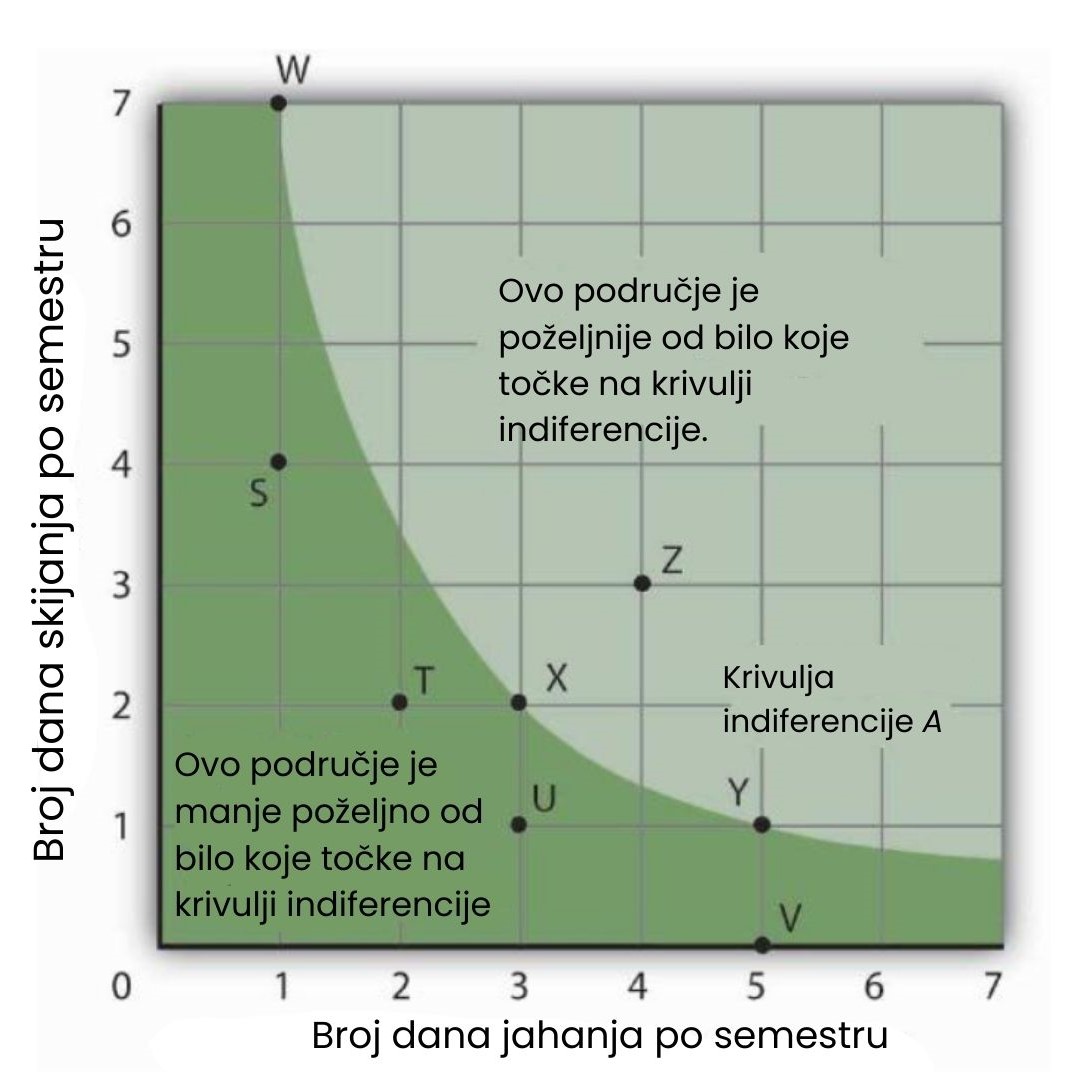 W
7
6
5
4
3
2
1
0
Broj dana skijanja po semestru
Ovo područje je
poželjnije od bilo koje
točke na krivulji
indiferencije.
S
Z
T
X
Krivulja
indiferencije A
Ovo područje je
manje poželjno od
bilo koje točke na
krivulji indiferencije
U
Y
V
1
2
3
4
5
6
7
Broj dana jahanja po semestru